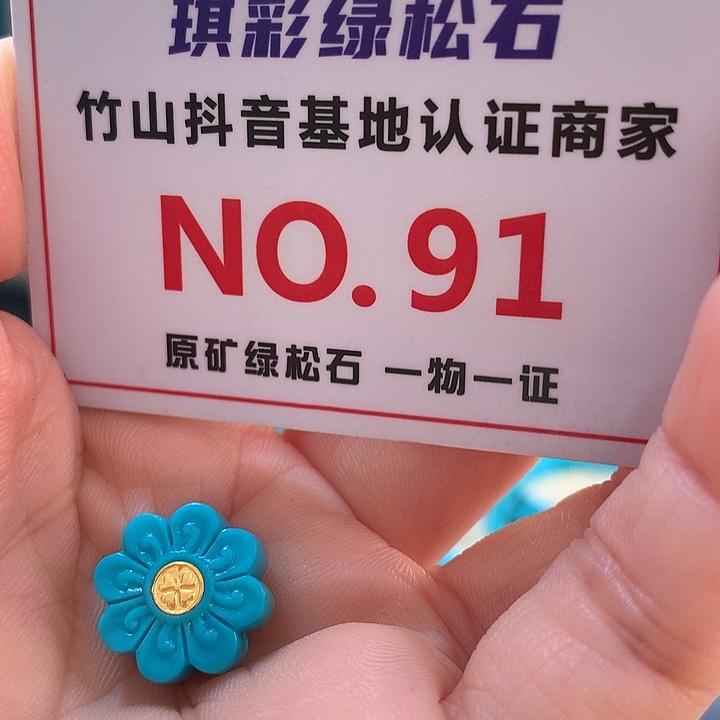 琪彩绿松石
竹山抖音基地认证商家
NO.91
原矿绿松石 一物一证